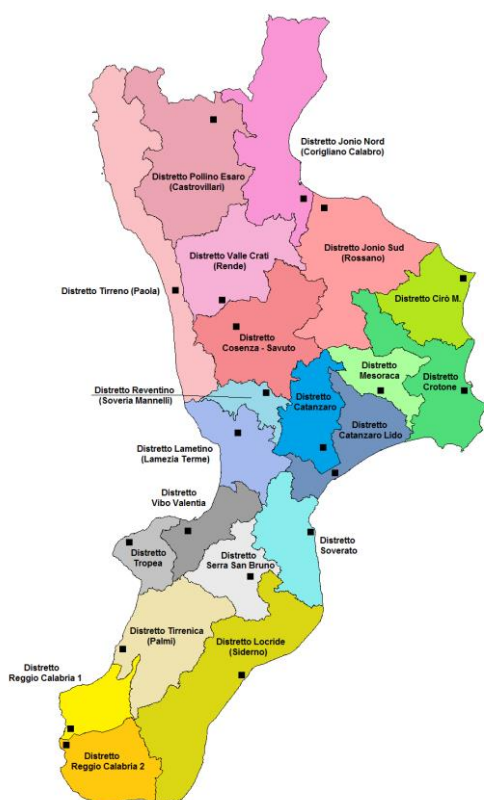 Distretto Jonio Nord
(Corigliano Calabro)
Distretto Pollino Esaro
(Castrovillari)
Distretto Valle Crati
(Rende)
Distretto Jonio Sud
(Rossano)
Distretto Tirreno (Paola)
Distretto Cirò M.
Distretto
Cosenza - Savuto
Distretto
Mesoraca
Distretto
Crotone
Distretto Reventino
(Soveria Mannelli)
Distretto
Catanzaro
Distretto
Catanzaro Lido
Distretto Lametino
(Lamezia Terme)
Distretto
Vibo Valentia
Distretto
Soverato
Distretto
Tropea
Distretto
Serra San Bruno
Distretto Tirrenica
(Palmi)
Distretto Locride
(Siderno)
Distretto
Reggio Calabria 1
Distretto
Reggio Calabria 2